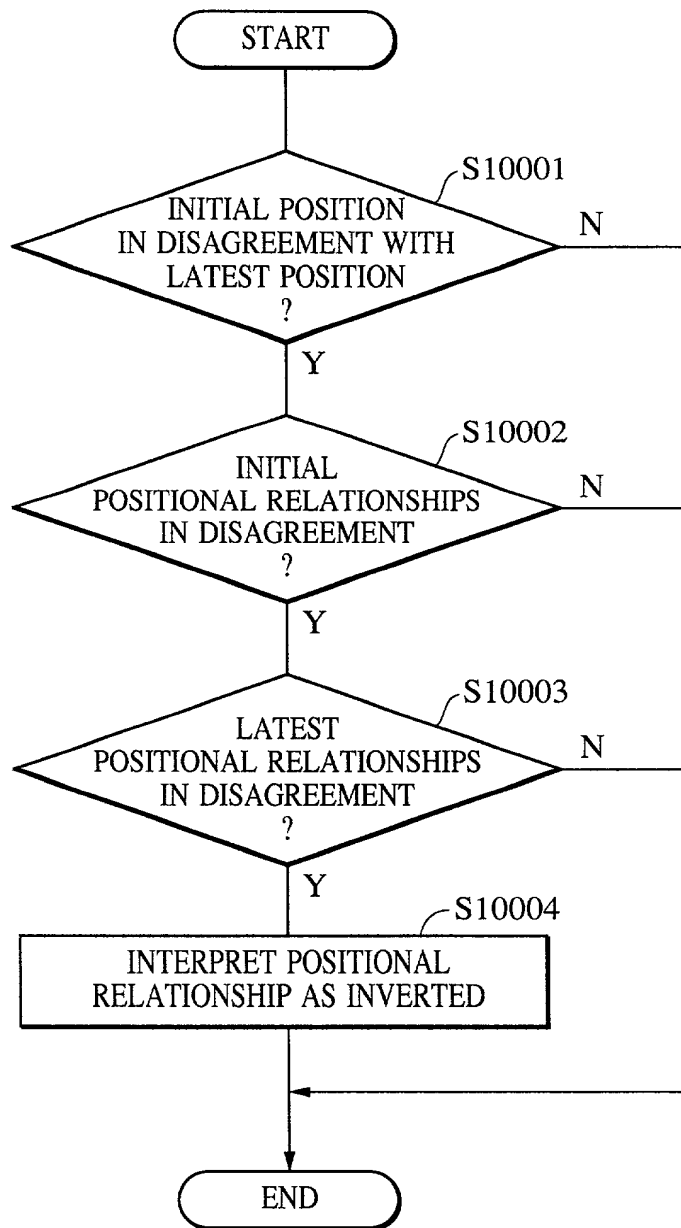 START
S10001
INITIAL POSITION
IN DISAGREEMENT WITH
LATEST POSITION
?
N
Y
S10002
INITIAL
POSITIONAL RELATIONSHIPS
IN DISAGREEMENT
?
N
Y
S10003
LATEST
POSITIONAL RELATIONSHIPS
IN DISAGREEMENT
?
N
Y
S10004
INTERPRET POSITIONAL
RELATIONSHIP AS INVERTED
END